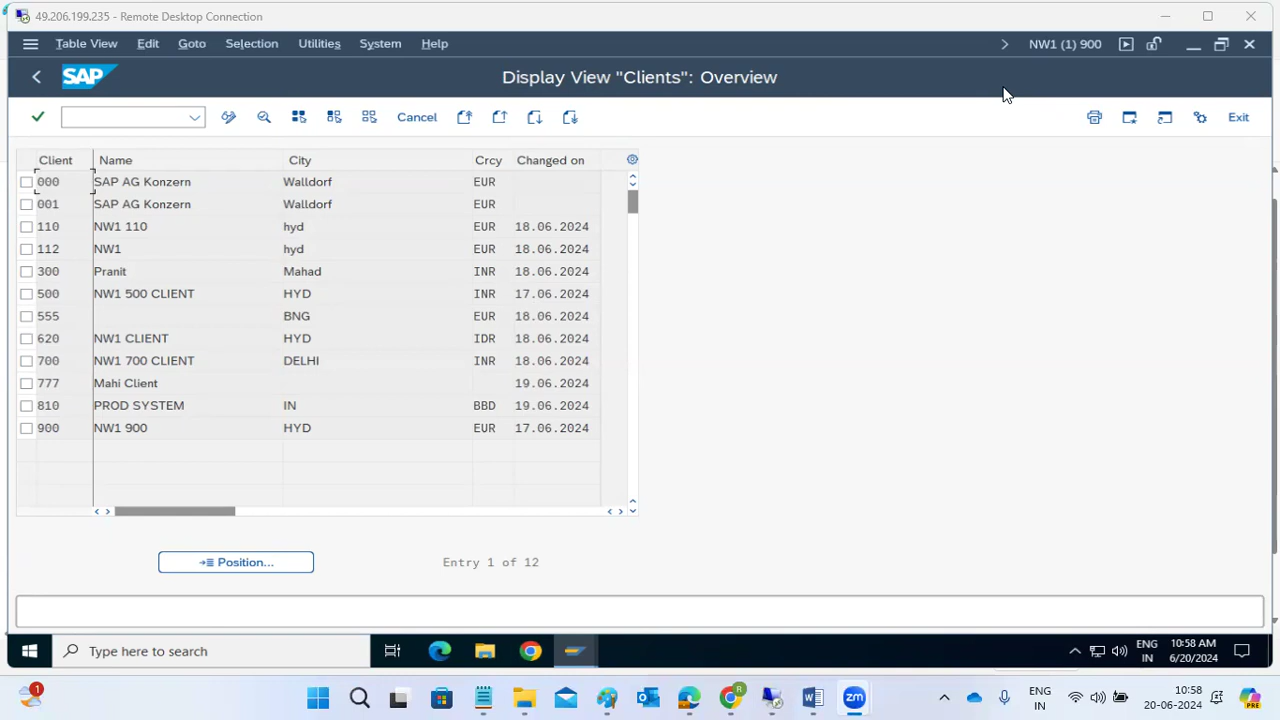 49.206.199.235 - Remote Desktop Connection
Table View Edit Goto Selection Utilities System Help NW1 (1) 900
SAP Display View "Clients": Overview
Cancel Exit
Client Name City Crcy Changed on
000 SAP AG Konzern Walldorf EUR
001 SAP AG Konzern Walldorf EUR
110 NW1 110 hyd EUR 18.06.2024
112 NW1 hyd EUR 18.06.2024
300 Pranit Mahad INR 18.06.2024
500 NW1 500 CLIENT HYD INR 17.06.2024
555 BNG EUR 18.06.2024
620 NW1 CLIENT HYD IDR 18.06.2024
700 NW1 700 CLIENT DELHI INR 18.06.2024
777 Mahi Client 19.06.2024
810 PROD SYSTEM IN BBD 19.06.2024
900 NW1 900 HYD EUR 17.06.2024
Position... Entry 1 of 12
Type here to search
ENG
IN
10:58 AM
6/20/2024
1
R
zm
ENG
IN
10:58
20-06-2024
PRE